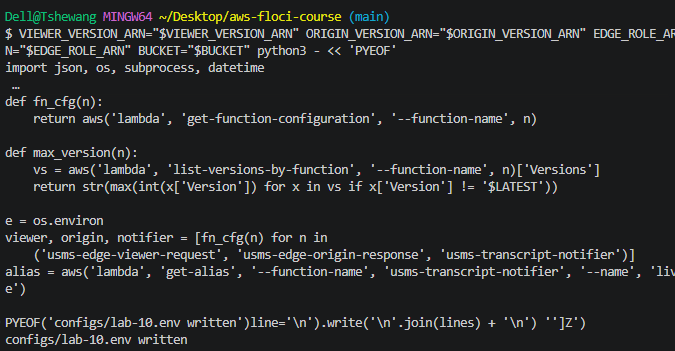 Dell@Tshewang MINGW64 ~/Desktop/aws-floci-course (main)
$ VIEWER_VERSION_ARN="$VIEWER_VERSION_ARN" ORIGIN_VERSION_ARN="$ORIGIN_VERSION_ARN" EDGE_ROLE_AR
N="$EDGE_ROLE_ARN" BUCKET="$BUCKET" python3 - << 'PYEOF'
import json, os, subprocess, datetime
 …
def fn_cfg(n):
    return aws('lambda', 'get-function-configuration', '--function-name', n)

def max_version(n):
    vs = aws('lambda', 'list-versions-by-function', '--function-name', n)['Versions']
    return str(max(int(x['Version']) for x in vs if x['Version'] != '$LATEST'))

e = os.environ
viewer, origin, notifier = [fn_cfg(n) for n in
    ('usms-edge-viewer-request', 'usms-edge-origin-response', 'usms-transcript-notifier')]
alias = aws('lambda', 'get-alias', '--function-name', 'usms-transcript-notifier', '--name', 'liv
e')

PYEOF('configs/lab-10.env written')line='\n').write('\n'.join(lines) + '\n') '']Z')
configs/lab-10.env written